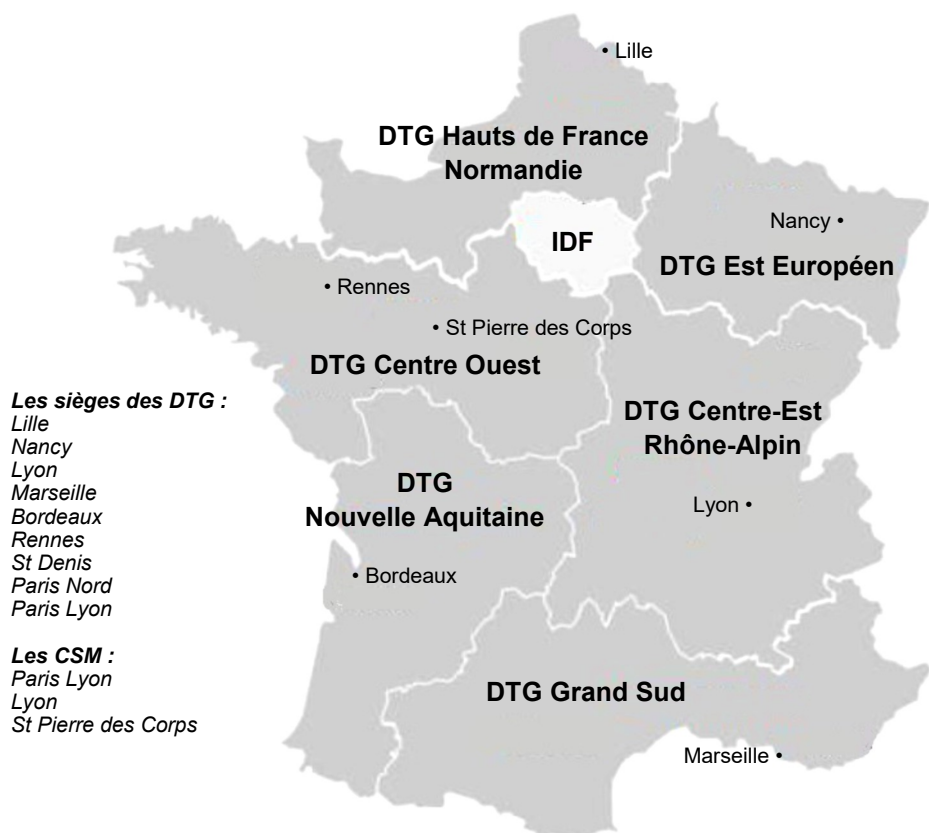 • Lille
DTG Hauts de France
Normandie
Nancy •
IDF
DTG Est Européen
• Rennes
• St Pierre des Corps
DTG Centre Ouest
Les sièges des DTG :
Lille
Nancy
Lyon
Marseille
Bordeaux
Rennes
St Denis
Paris Nord
Paris Lyon
Les CSM :
Paris Lyon
Lyon
St Pierre des Corps
DTG Centre-Est
Rhône-Alpin
DTG
Nouvelle Aquitaine
Lyon •
• Bordeaux
DTG Grand Sud
Marseille •